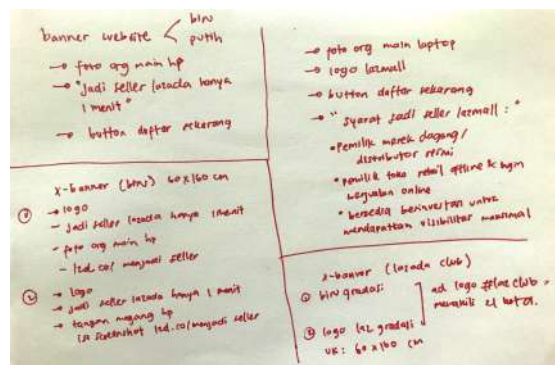 banner website < biru
putih
→ foto org main hp
→ "jadi seller lazada hanya
1 menit"
→ button daftar sekarang
→ foto org main laptop
→ logo lazmall
→ button daftar sekarang
→ "syarat jadi seller lazmall : "
• pemilik merek dagang/
distributor resmi
• pemilik toko retail offline & ingin
berjualan online
• bersedia berinvestasi untuk
mendapatkan visibilitas maksimal
x-banner (biru) 60x160 cm
① → logo
- jadi seller lazada hanya 1 menit
- foto org main hp
- lzd.co/menjadi seller
② → logo
→ jadi seller lazada hanya 1 menit
→ tangan megang hp
isi screenshot lzd.co/menjadi seller
x-banner (lazada club)
① biru gradasi
② logo laz gradasi
uk : 60 x 160 cm
ad logo #lazclub
mewakili 21 kota.